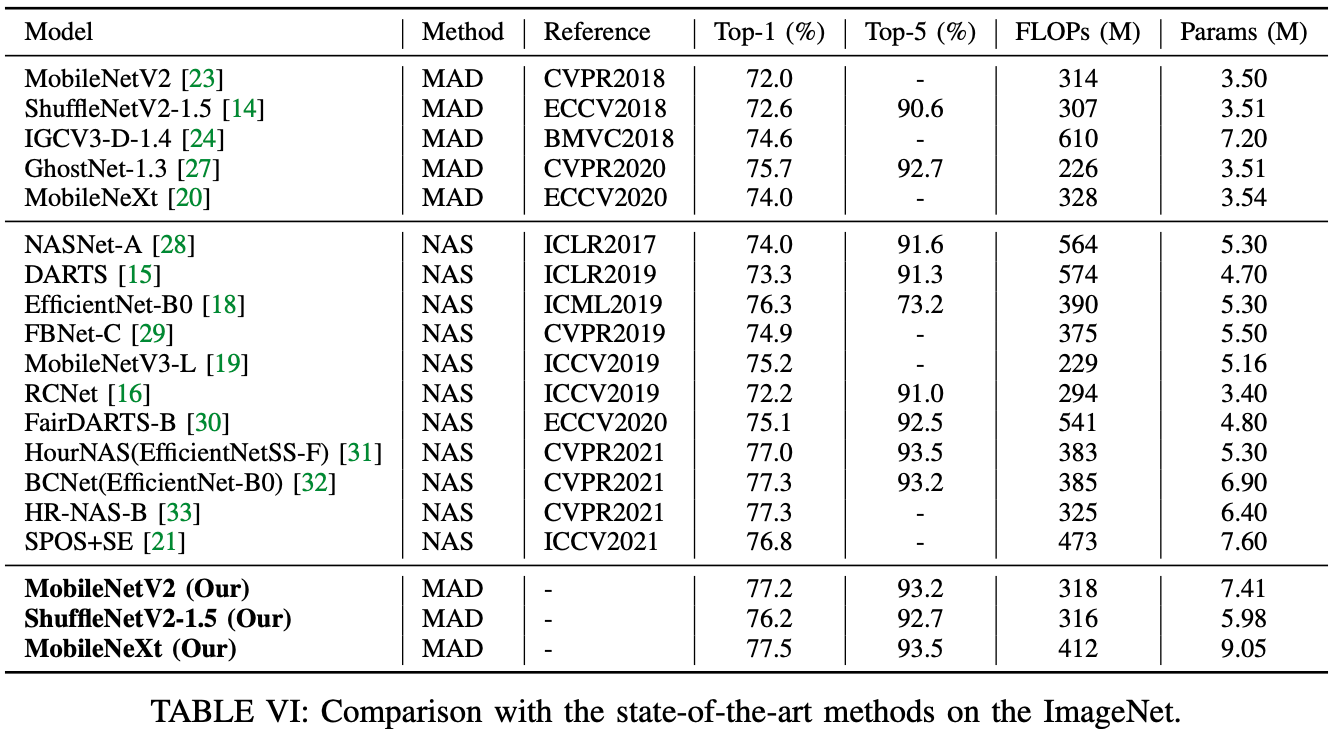 Model Method Reference Top-1 (%) Top-5 (%) FLOPs (M) Params (M)
MobileNetV2 [23] MAD CVPR2018 72.0 - 314 3.50
ShuffleNetV2-1.5 [14] MAD ECCV2018 72.6 90.6 307 3.51
IGCV3-D-1.4 [24] MAD BMVC2018 74.6 - 610 7.20
GhostNet-1.3 [27] MAD CVPR2020 75.7 92.7 226 3.51
MobileNeXt [20] MAD ECCV2020 74.0 - 328 3.54
NASNet-A [28] NAS ICLR2017 74.0 91.6 564 5.30
DARTS [15] NAS ICLR2019 73.3 91.3 574 4.70
EfficientNet-B0 [18] NAS ICML2019 76.3 73.2 390 5.30
FBNet-C [29] NAS CVPR2019 74.9 - 375 5.50
MobileNetV3-L [19] NAS ICCV2019 75.2 - 229 5.16
RCNet [16] NAS ICCV2019 72.2 91.0 294 3.40
FairDARTS-B [30] NAS ECCV2020 75.1 92.5 541 4.80
HourNAS(EfficientNetSS-F) [31] NAS CVPR2021 77.0 93.5 383 5.30
BCNet(EfficientNet-B0) [32] NAS CVPR2021 77.3 93.2 385 6.90
HR-NAS-B [33] NAS CVPR2021 77.3 - 325 6.40
SPOS+SE [21] NAS ICCV2021 76.8 - 473 7.60
MobileNetV2 (Our) MAD - 77.2 93.2 318 7.41
ShuffleNetV2-1.5 (Our) MAD - 76.2 92.7 316 5.98
MobileNeXt (Our) MAD - 77.5 93.5 412 9.05
TABLE VI: Comparison with the state-of-the-art methods on the ImageNet.